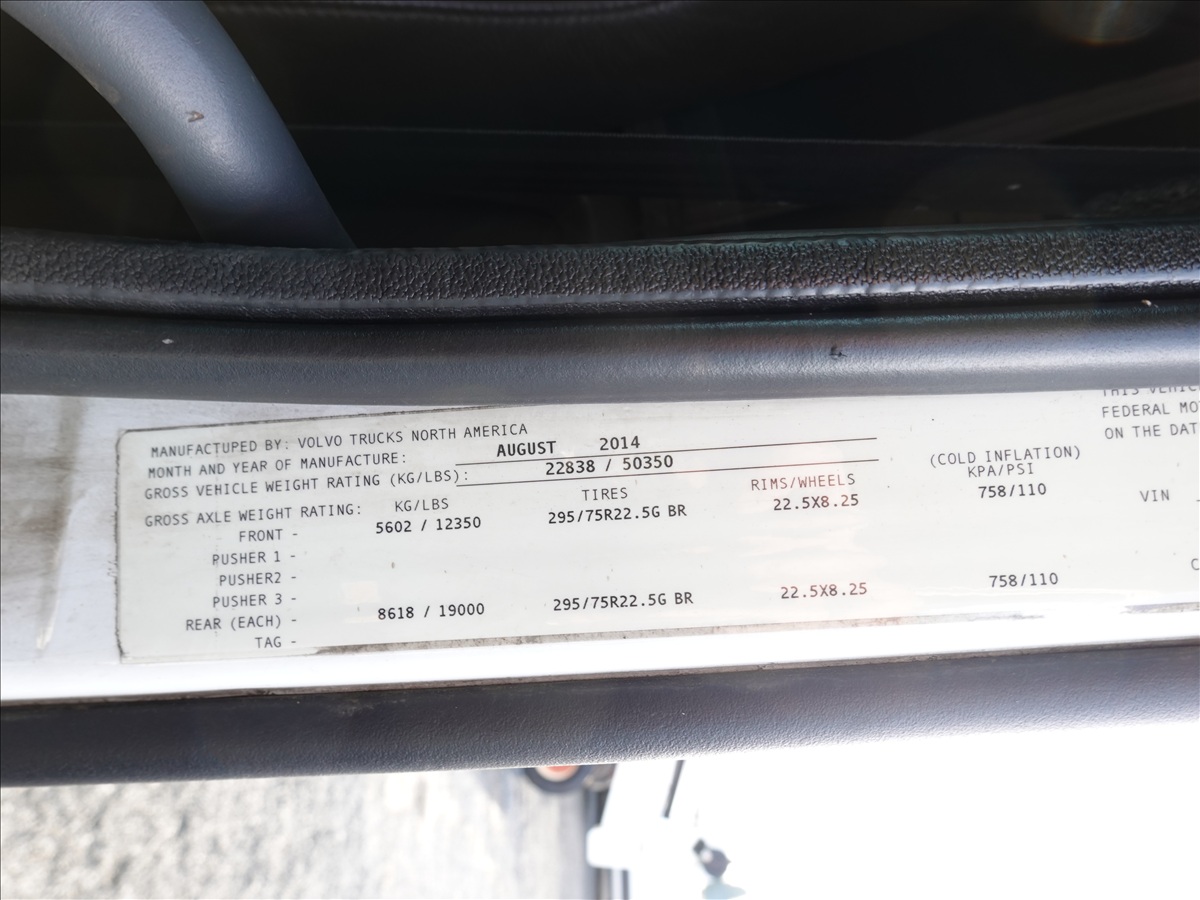 MANUFACTUPED BY: VOLVO TRUCKS NORTH AMERICA
MONTH AND YEAR OF MANUFACTURE: AUGUST 2014
GROSS VEHICLE WEIGHT RATING (KG/LBS): 22838 / 50350
GROSS AXLE WEIGHT RATING: KG/LBS TIRES RIMS/WHEELS (COLD INFLATION) KPA/PSI
FRONT - 5602 / 12350 295/75R22.5G BR 22.5X8.25 758/110
PUSHER 1 -
PUSHER2 -
PUSHER 3 -
REAR (EACH) - 8618 / 19000 295/75R22.5G BR 22.5X8.25 758/110
TAG -
THIS
FEDERAL
ON THE
VIN